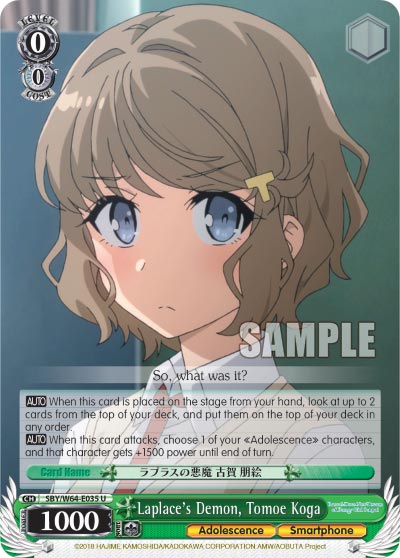 LEVEL
0
0
COST
SAMPLE
So, what was it?
AUTO When this card is placed on the stage from your hand, look at up to 2
cards from the top of your deck, and put them on the top of your deck in
any order.
AUTO When this card attacks, choose 1 of your «Adolescence» characters,
and that character gets +1500 power until end of turn.
Card Name
ラプラスの悪魔 古賀 朋絵
CH SBY/W64-E035 U
POWER
1000
Laplace's Demon, Tomoe Koga
Adolescence
Smartphone
©2018 HAJIME KAMOSHIDA/KADOKAWA CORPORATION AMW/AOBUTA Project